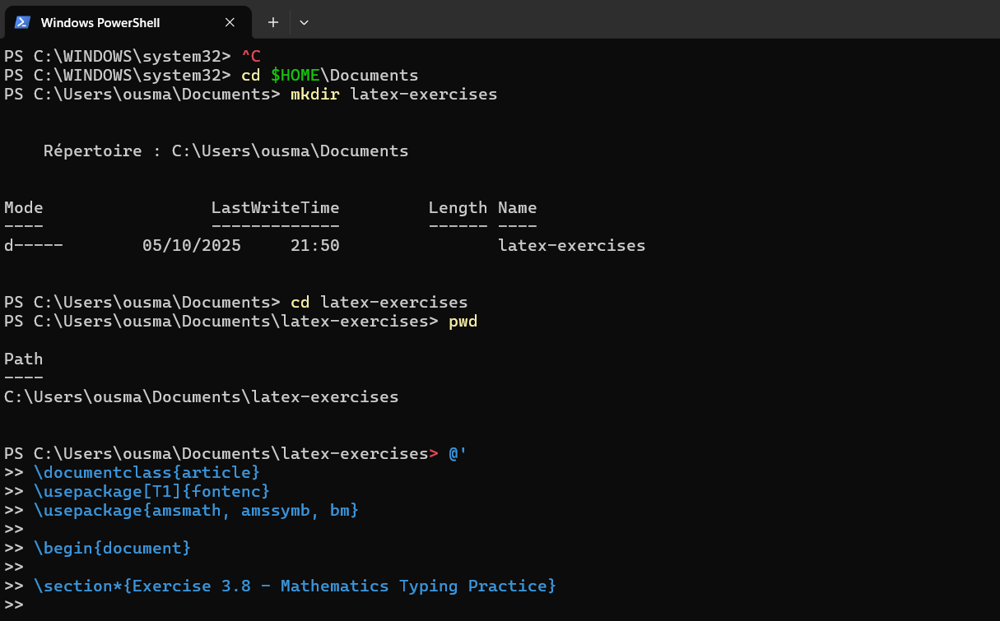 Windows PowerShell
PS C:\WINDOWS\system32> ^C
PS C:\WINDOWS\system32> cd $HOME\Documents
PS C:\Users\ousma\Documents> mkdir latex-exercises
Répertoire : C:\Users\ousma\Documents
Mode LastWriteTime Length Name
---- ------------- ------ ----
d----- 05/10/2025 21:50 latex-exercises
PS C:\Users\ousma\Documents> cd latex-exercises
PS C:\Users\ousma\Documents\latex-exercises> pwd
Path
----
C:\Users\ousma\Documents\latex-exercises
PS C:\Users\ousma\Documents\latex-exercises> @'
>> \documentclass{article}
>> \usepackage[T1]{fontenc}
>> \usepackage{amsmath, amssymb, bm}
>>
>> \begin{document}
>>
>> \section*{Exercise 3.8 - Mathematics Typing Practice}
>>